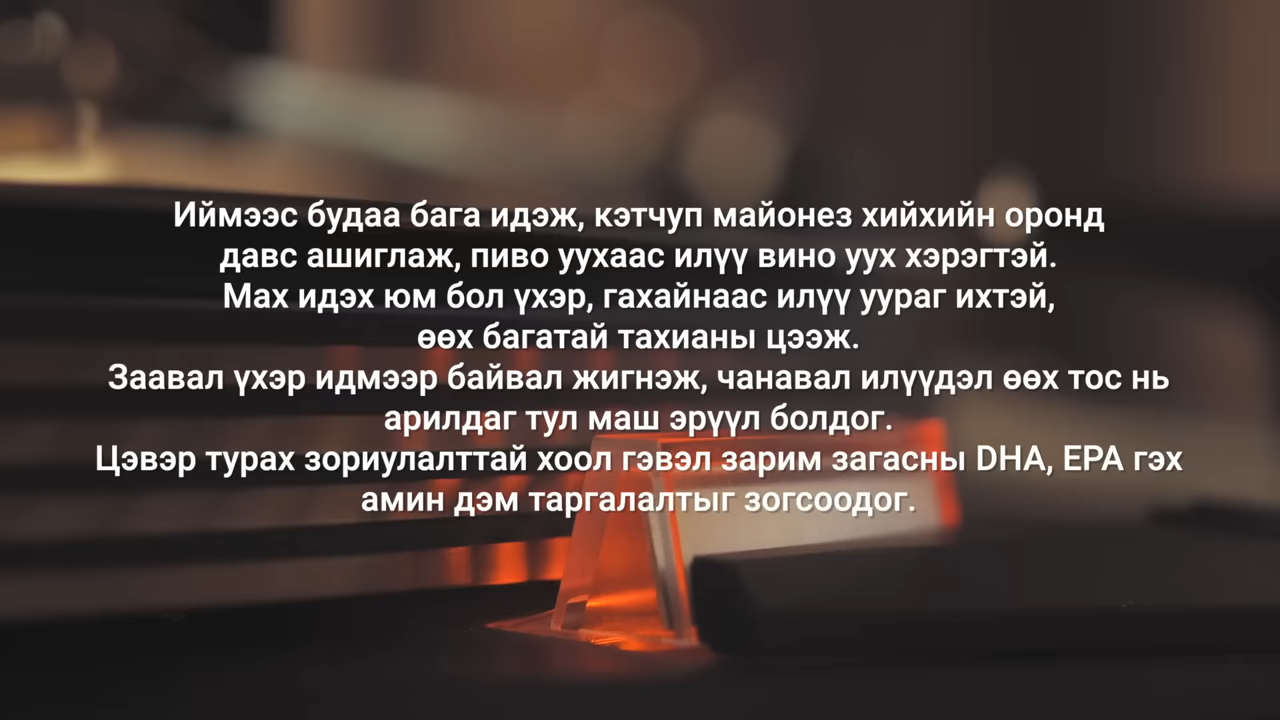 Иймээс будаа бага идэж, кэтчуп майонез хийхийн оронд
давс ашиглаж, пиво уухаас илүү вино уух хэрэгтэй.
Мах идэх юм бол үхэр, гахайнаас илүү уураг ихтэй,
өөх багатай тахианы цээж.
Заавал үхэр идмээр байвал жигнэж, чанавал илүүдэл өөх тос нь
арилдаг тул маш эрүүл болдог.
Цэвэр турах зориулалттай хоол гэвэл зарим загасны DHA, EPA гэх
амин дэм таргалалтыг зогсоодог.